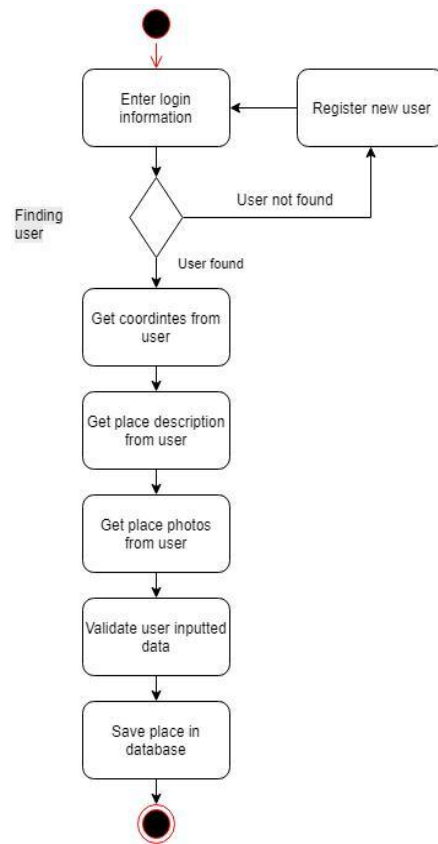 Enter login
information
Register new user
User not found
Finding
user
User found
Get coordintes from
user
Get place description
from user
Get place photos
from user
Validate user inputted
data
Save place in
database